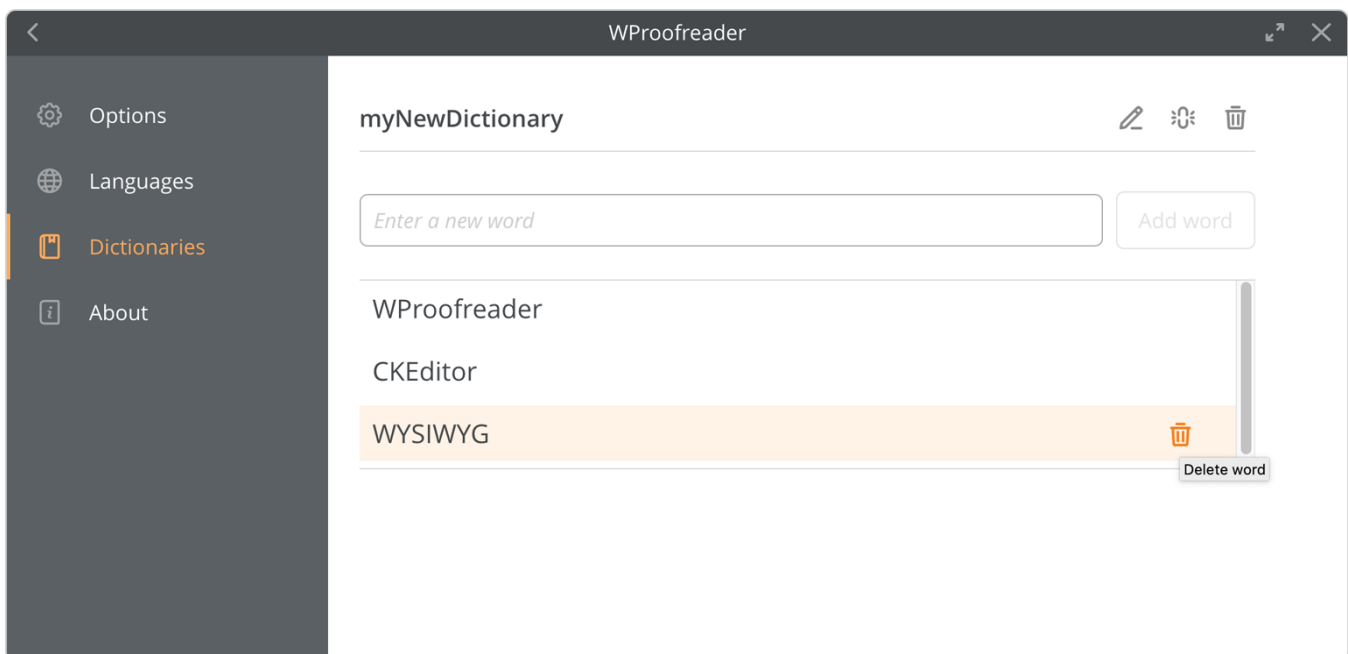 WProofreader
Options
Languages
Dictionaries
About
myNewDictionary
Enter a new word
Add word
WProofreader
CKEditor
WYSIWYG
Delete word